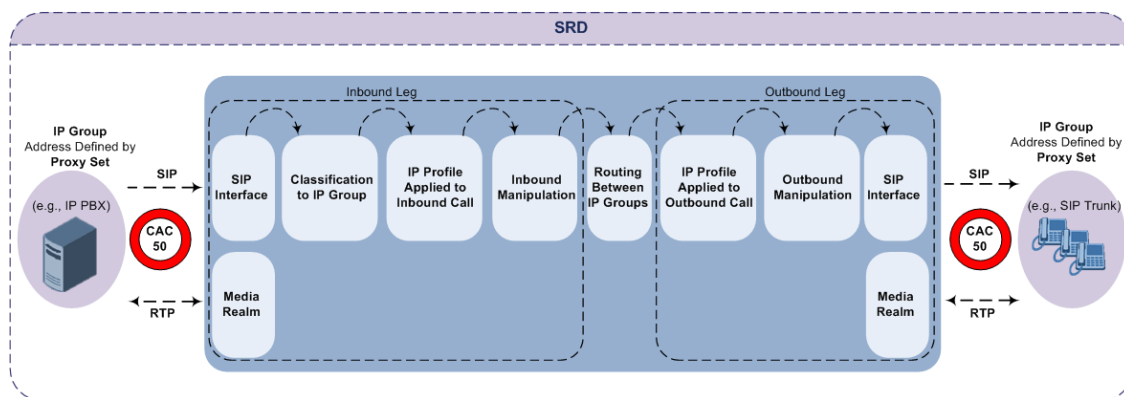 SRD
Inbound Leg
Outbound Leg
IP Group
Address Defined by
Proxy Set
(e.g., IP PBX)
SIP
CAC
50
RTP
SIP
Interface
Classification
to IP Group
IP Profile
Applied to
Inbound Call
Inbound
Manipulation
Routing
Between
IP Groups
IP Profile
Applied to
Outbound Call
Outbound
Manipulation
SIP
Interface
Media
Realm
Media
Realm
SIP
CAC
50
RTP
IP Group
Address Defined by
Proxy Set
(e.g., SIP Trunk)